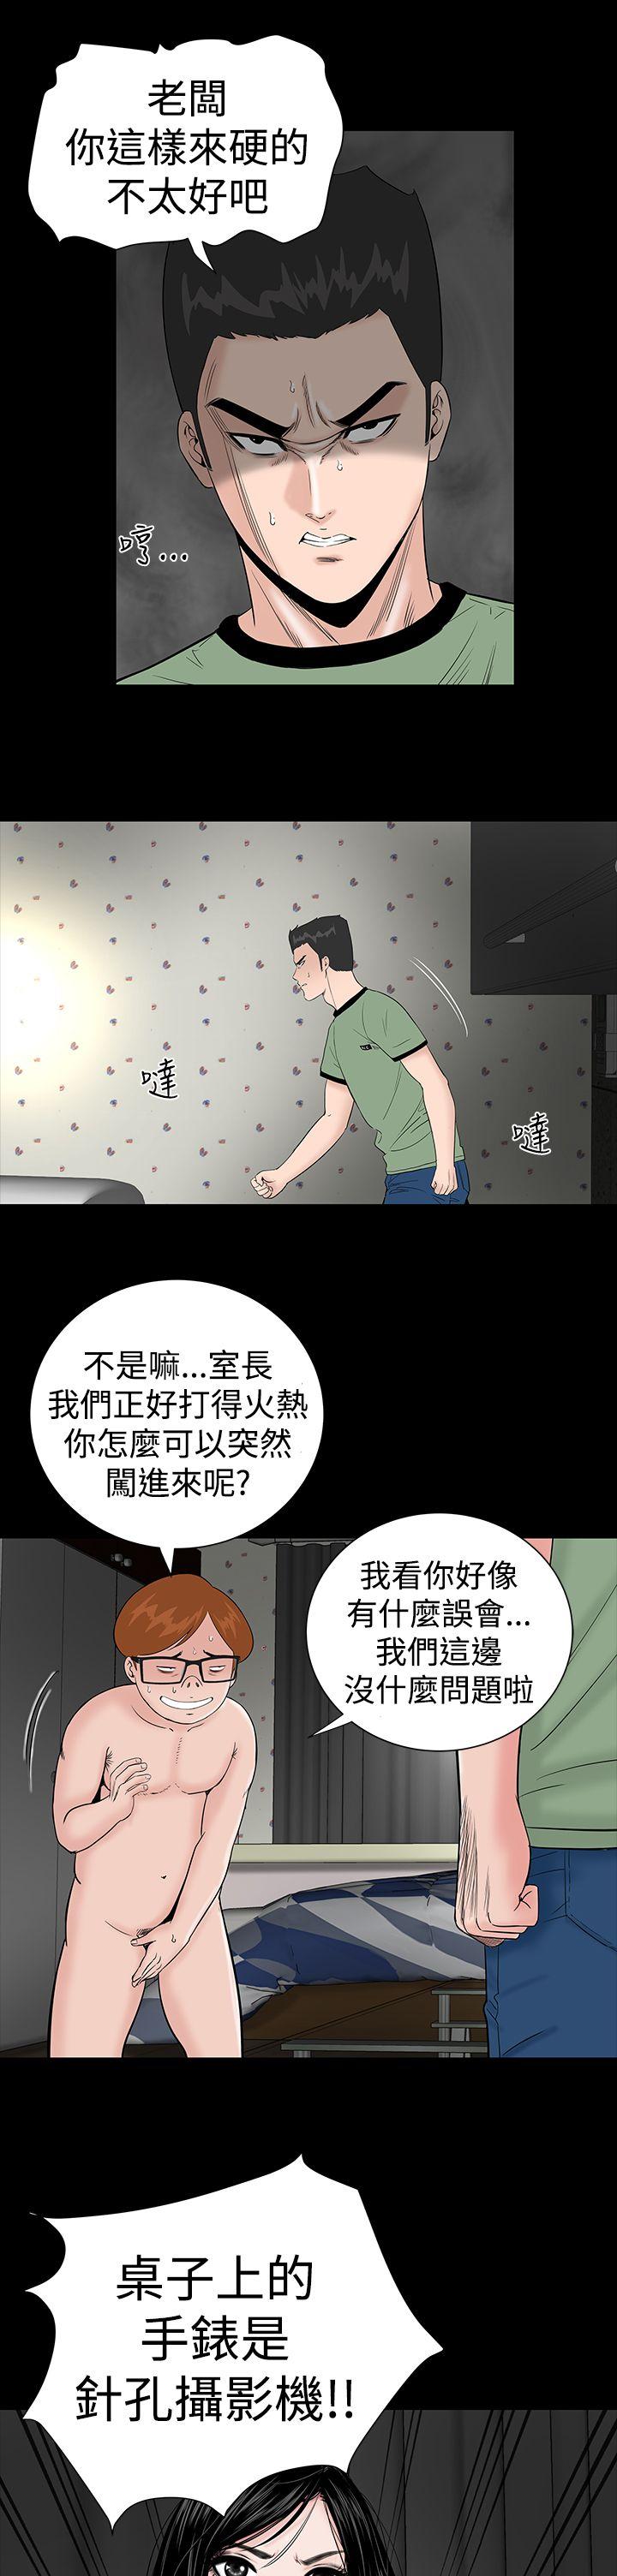 老闆
你這樣來硬的
不太好吧
哼...
噠
噠
不是嘛...室長
我們正好打得火熱
你怎麼可以突然
闖進來呢?
我看你好像
有什麼誤會...
我們這邊
沒什麼問題啦
桌子上的
手錶是
針孔攝影機!!